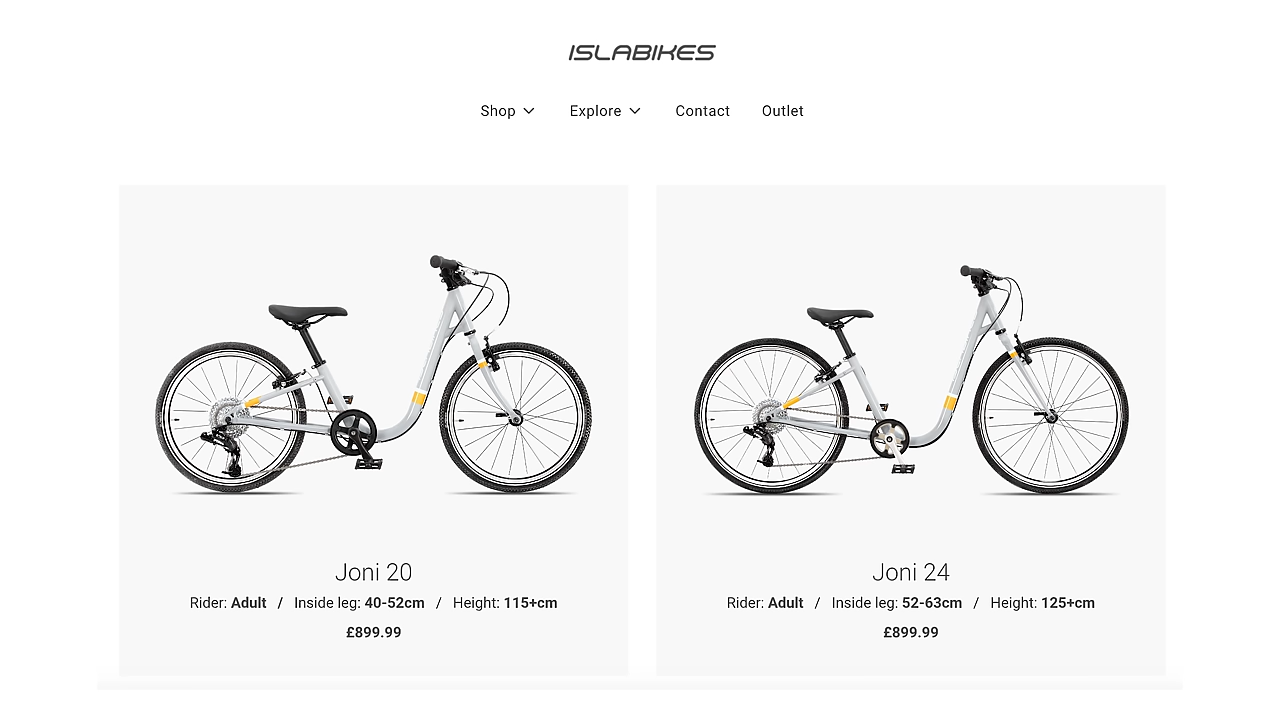 ISLABIKES
Shop Explore Contact Outlet
Joni 20
Rider: Adult / Inside leg: 40-52cm / Height: 115+cm
£899.99
Joni 24
Rider: Adult / Inside leg: 52-63cm / Height: 125+cm
£899.99